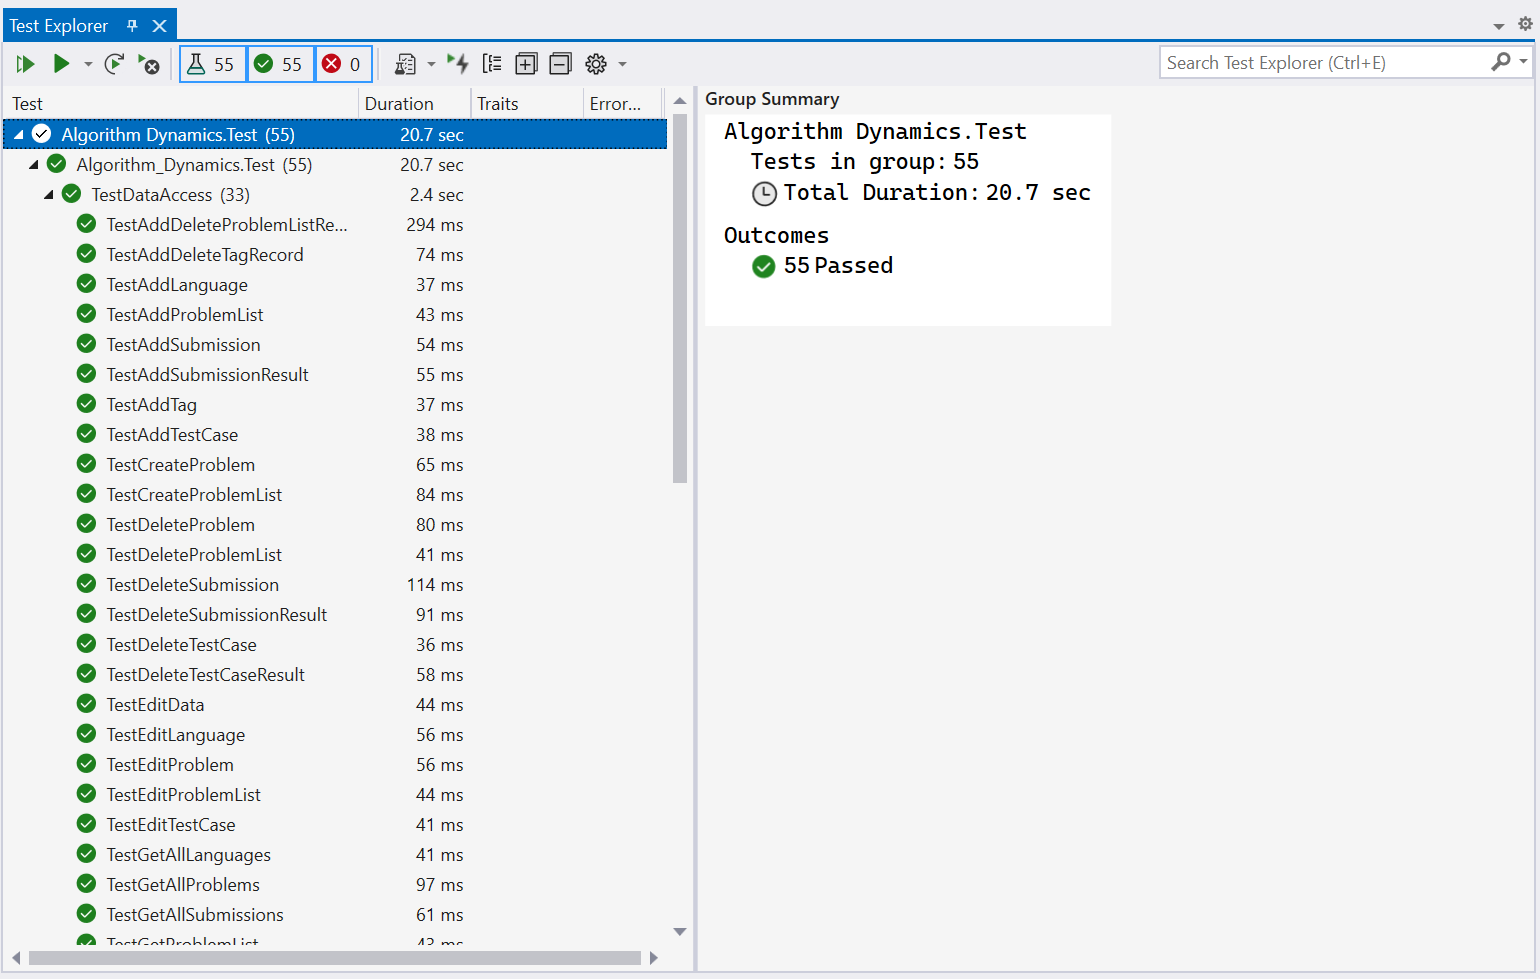 Test Explorer
55 55 0
Search Test Explorer (Ctrl+E)
Test Duration Traits Error...
Algorithm Dynamics.Test (55) 20.7 sec
Algorithm_Dynamics.Test (55) 20.7 sec
TestDataAccess (33) 2.4 sec
TestAddDeleteProblemListRe... 294 ms
TestAddDeleteTagRecord 74 ms
TestAddLanguage 37 ms
TestAddProblemList 43 ms
TestAddSubmission 54 ms
TestAddSubmissionResult 55 ms
TestAddTag 37 ms
TestAddTestCase 38 ms
TestCreateProblem 65 ms
TestCreateProblemList 84 ms
TestDeleteProblem 80 ms
TestDeleteProblemList 41 ms
TestDeleteSubmission 114 ms
TestDeleteSubmissionResult 91 ms
TestDeleteTestCase 36 ms
TestDeleteTestCaseResult 58 ms
TestEditData 44 ms
TestEditLanguage 56 ms
TestEditProblem 56 ms
TestEditProblemList 44 ms
TestEditTestCase 41 ms
TestGetAllLanguages 41 ms
TestGetAllProblems 97 ms
TestGetAllSubmissions 61 ms
TestGetProblemList 43 ms
Group Summary
Algorithm Dynamics.Test
Tests in group: 55
Total Duration: 20.7 sec
Outcomes
55 Passed